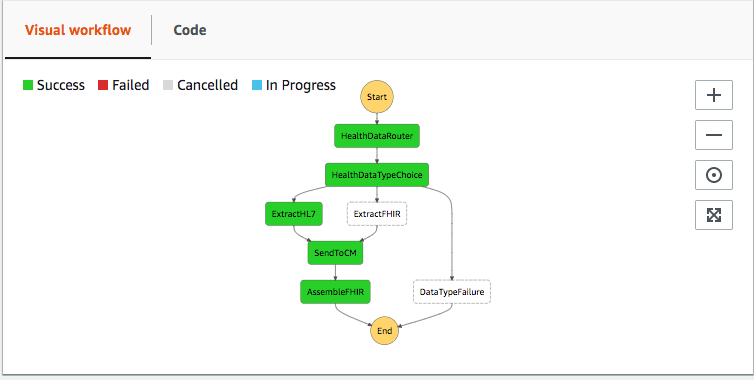 Visual workflow
Code
Success
Failed
Cancelled
In Progress
Start
HealthDataRouter
HealthDataTypeChoice
ExtractHL7
ExtractFHIR
SendToCM
AssembleFHIR
DataTypeFailure
End